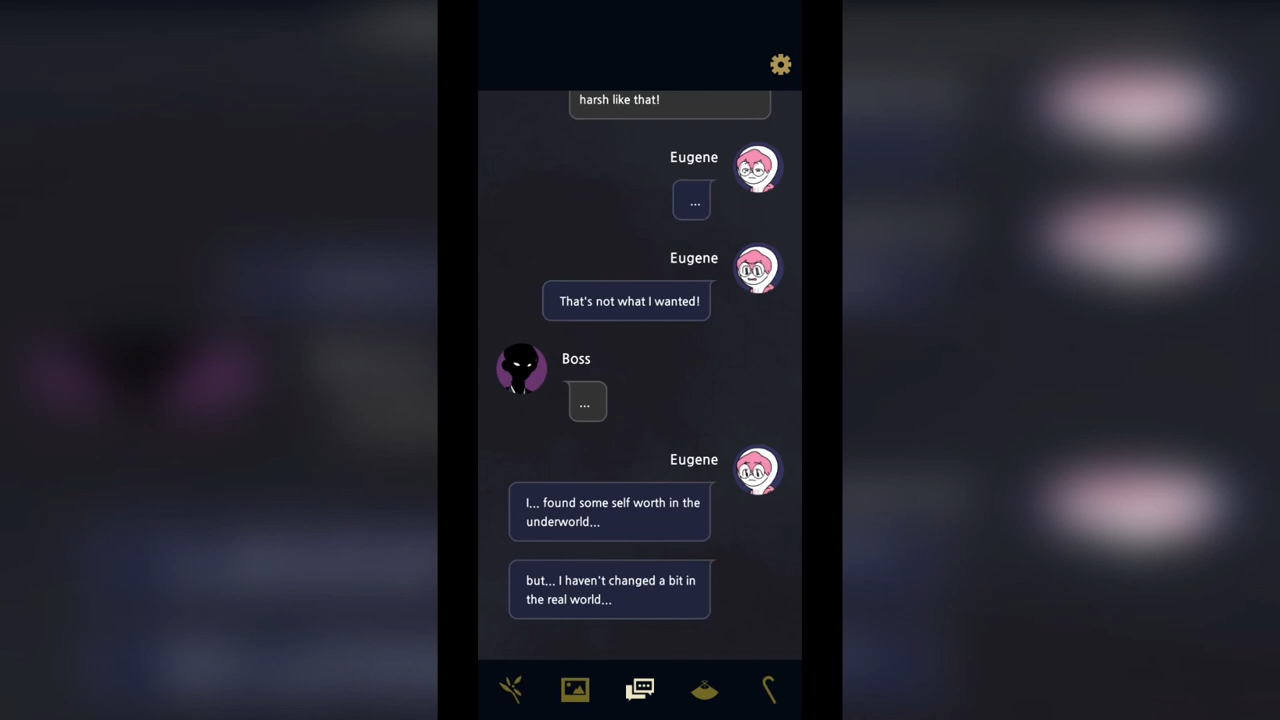 harsh like that!
Eugene
...
Eugene
That's not what I wanted!
Boss
...
Eugene
I... found some self worth in the
underworld...
but... I haven't changed a bit in
the real world...